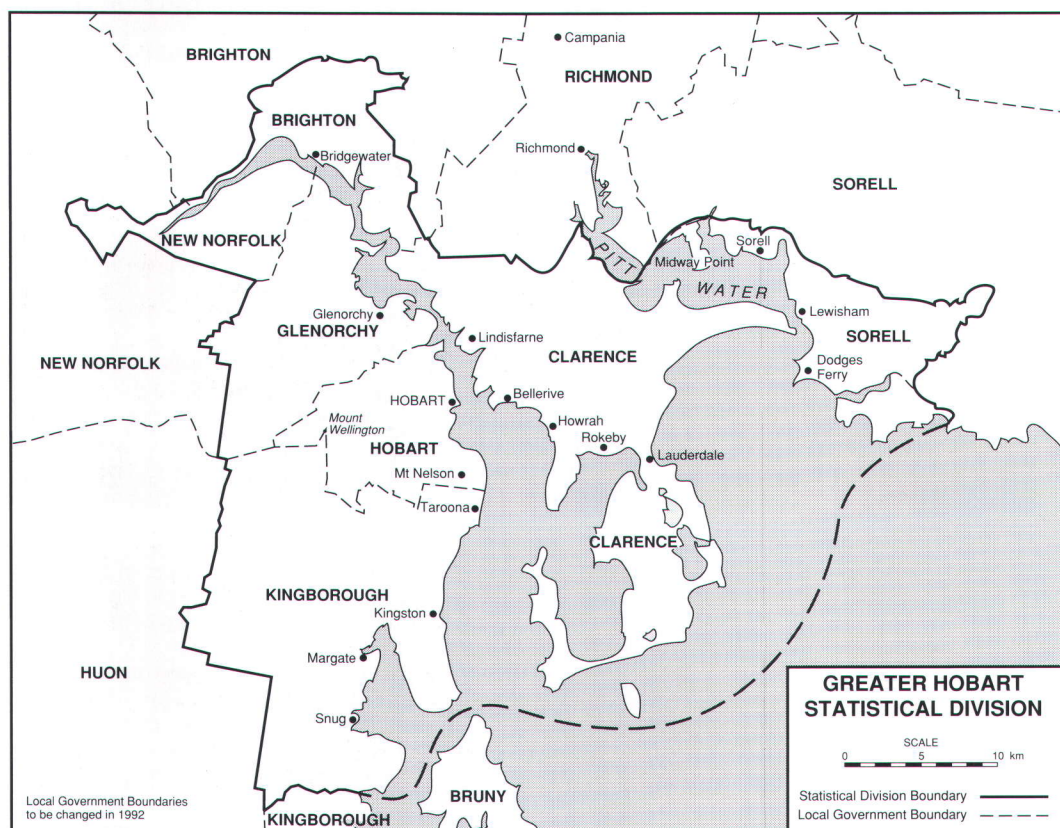 Campania
BRIGHTON
RICHMOND
BRIGHTON
Richmond
Bridgewater
SORELL
NEW NORFOLK
Sorell
PITT
Midway Point
WATER
Glenorchy
Lewisham
GLENORCHY
Lindisfarne
SORELL
CLARENCE
NEW NORFOLK
Dodges
Ferry
HOBART
Bellerive
Mount
Wellington
Howrah
HOBART
Rokeby
Lauderdale
Mt Nelson
Taroona
CLARENCE
KINGBOROUGH
Kingston
Margate
HUON
Snug
BRUNY
KINGBOROUGH
Local Government Boundaries
to be changed in 1992
GREATER HOBART
STATISTICAL DIVISION
SCALE
0 5 10 km
Statistical Division Boundary
Local Government Boundary